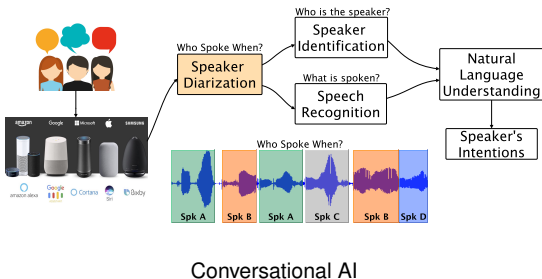 Who is the speaker?
Speaker
Identification
Who Spoke When?
Speaker
Diarization
What is spoken?
Speech
Recognition
Natural
Language
Understanding
Speaker's
Intentions
amazon
Google
Microsoft
SAMSUNG
amazon alexa
Google
Cortana
Siri
Bixby
Who Spoke When?
Spk A
Spk B
Spk A
Spk C
Spk B
Spk D
Conversational AI